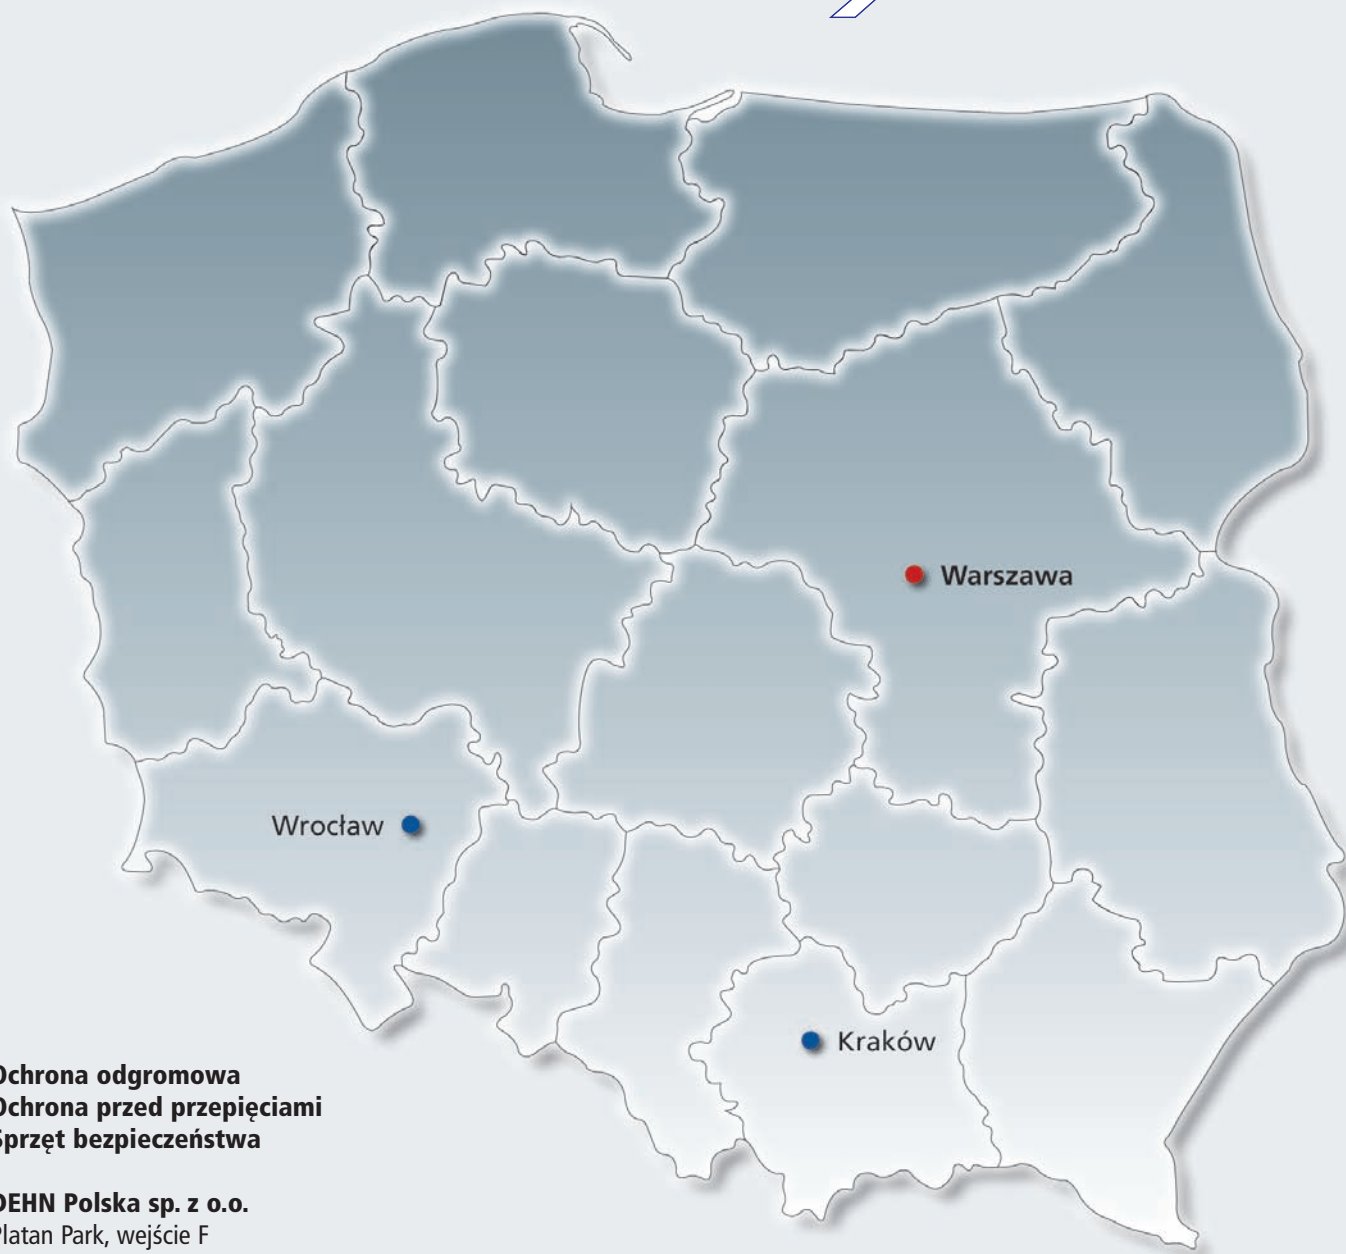 Warszawa
Wrocław
Kraków
Ochrona odgromowa
Ochrona przed przepięciami
Sprzęt bezpieczeństwa
DEHN Polska sp. z o.o.
Platan Park, wejście F